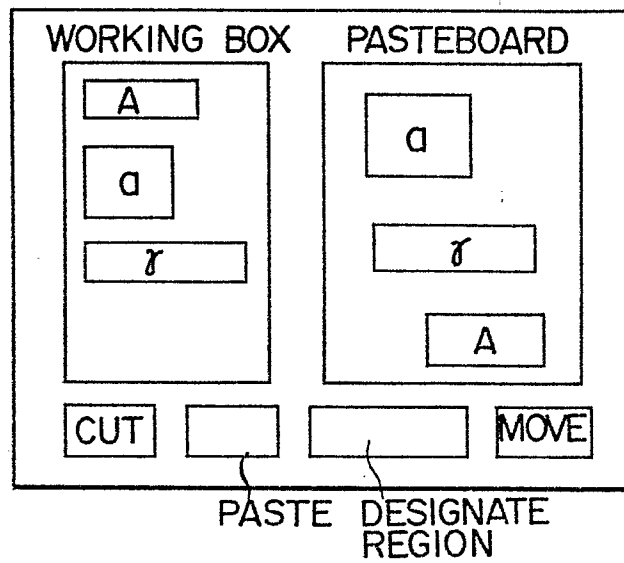 WORKING BOX PASTEBOARD
A
a
γ
a
γ
A
CUT
MOVE
PASTE DESIGNATE
REGION